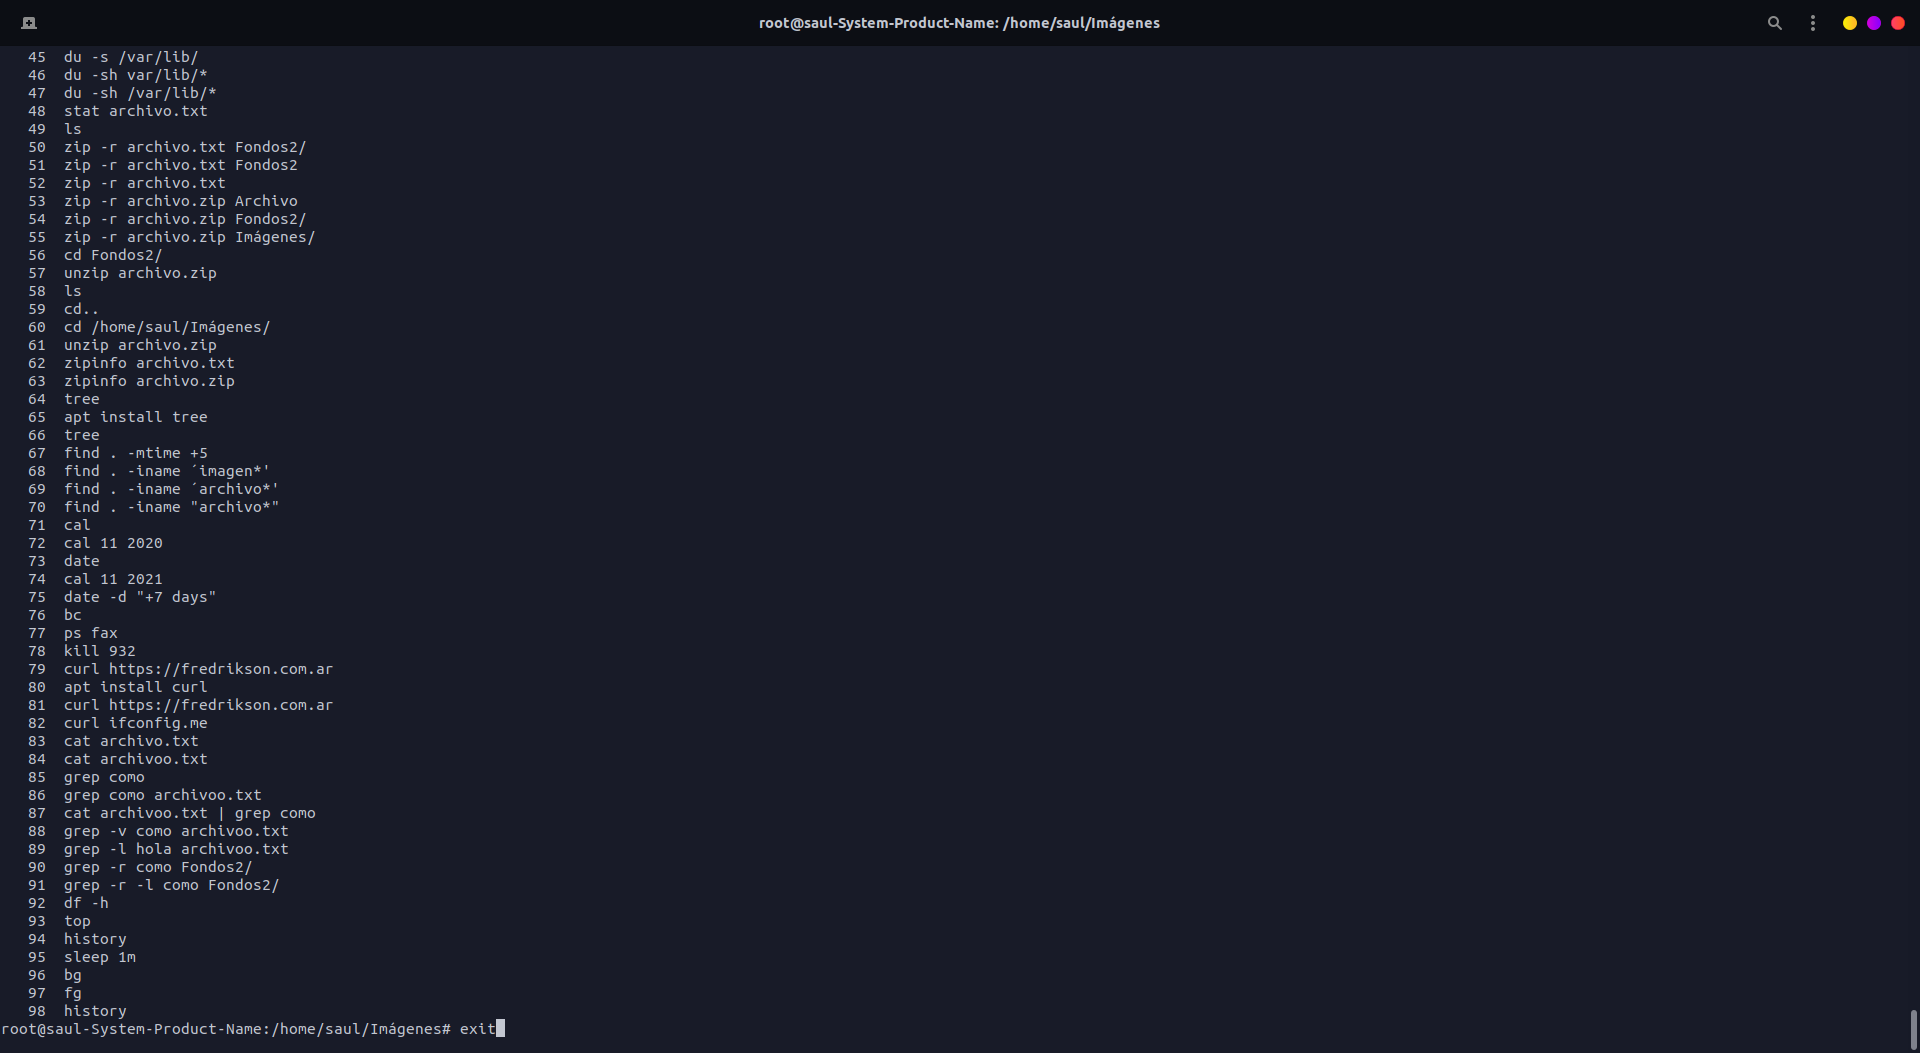 root@saul-System-Product-Name: /home/saul/Imágenes
45 du -s /var/lib/
46 du -sh var/lib/*
47 du -sh /var/lib/*
48 stat archivo.txt
49 ls
50 zip -r archivo.txt Fondos2/
51 zip -r archivo.txt Fondos2
52 zip -r archivo.txt
53 zip -r archivo.zip Archivo
54 zip -r archivo.zip Fondos2/
55 zip -r archivo.zip Imágenes/
56 cd Fondos2/
57 unzip archivo.zip
58 ls
59 cd..
60 cd /home/saul/Imágenes/
61 unzip archivo.zip
62 zipinfo archivo.txt
63 zipinfo archivo.zip
64 tree
65 apt install tree
66 tree
67 find . -mtime +5
68 find . -iname ´imagen*'
69 find . -iname ´archivo*'
70 find . -iname "archivo*"
71 cal
72 cal 11 2020
73 date
74 cal 11 2021
75 date -d "+7 days"
76 bc
77 ps fax
78 kill 932
79 curl https://fredrikson.com.ar
80 apt install curl
81 curl https://fredrikson.com.ar
82 curl ifconfig.me
83 cat archivo.txt
84 cat archivoo.txt
85 grep como
86 grep como archivoo.txt
87 cat archivoo.txt | grep como
88 grep -v como archivoo.txt
89 grep -l hola archivoo.txt
90 grep -r como Fondos2/
91 grep -r -l como Fondos2/
92 df -h
93 top
94 history
95 sleep 1m
96 bg
97 fg
98 history
root@saul-System-Product-Name:/home/saul/Imágenes# exit